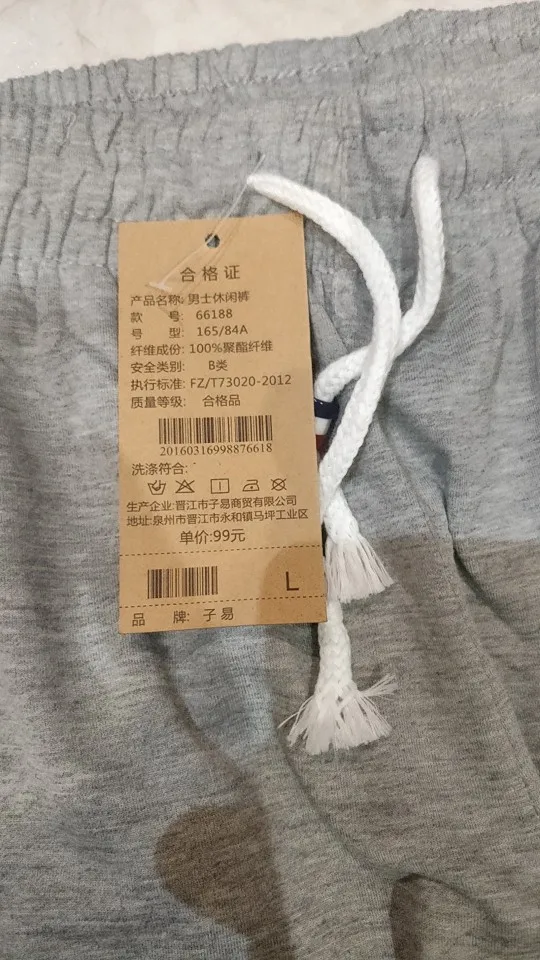 合格证
产品名称: 男士休闲裤
款 号: 66188
号 型: 165/84A
纤维成份: 100%聚酯纤维
安全类别: B类
执行标准: FZ/T73020-2012
质量等级: 合格品
20160316998876618
洗涤符合:
生产企业:晋江市子易商贸有限公司
地址:泉州市晋江市永和镇马坪工业区
单价:99元
L
品 牌: 子易